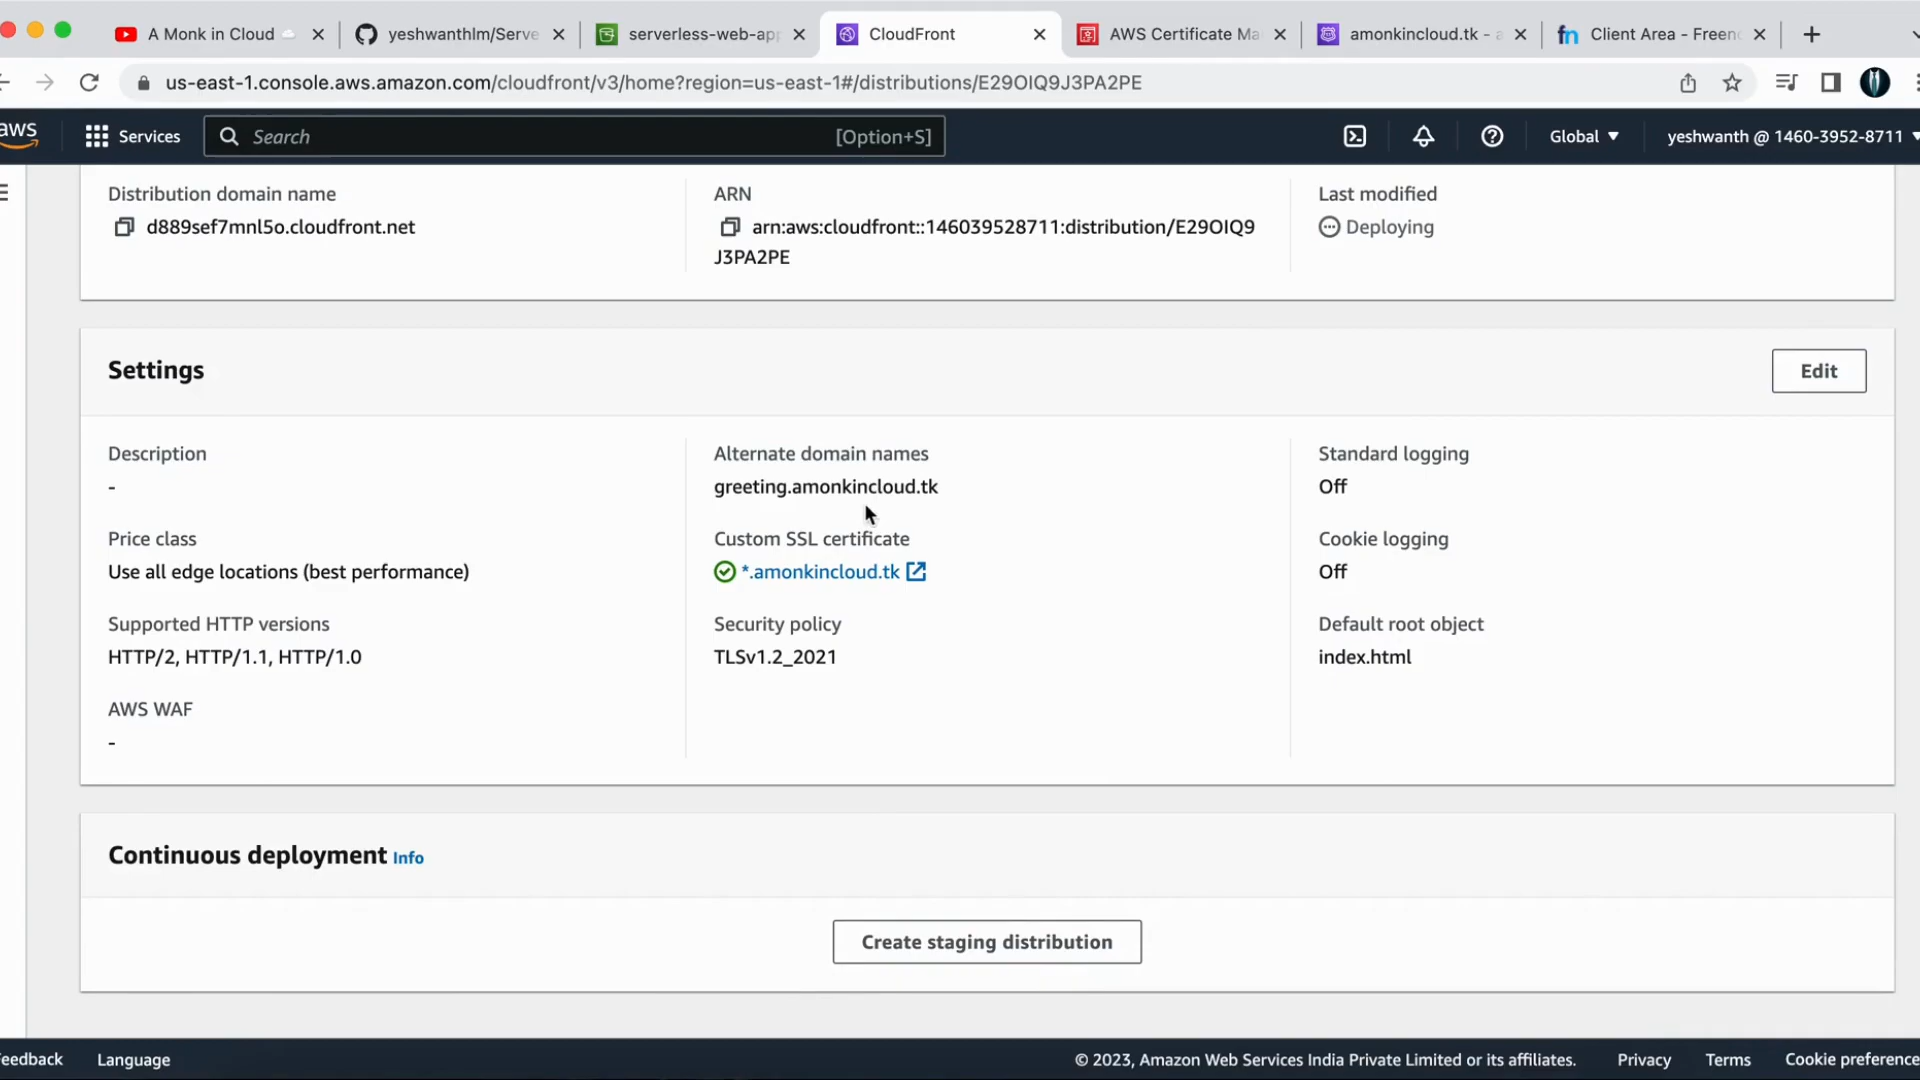 A Monk in Cloud
yeshwanthlm/Serve
serverless-web-app
CloudFront
AWS Certificate Ma
amonkincloud.tk - a
Client Area - Freen
us-east-1.console.aws.amazon.com/cloudfront/v3/home?region=us-east-1#/distributions/E29OIQ9J3PA2PE
aws
Services
Search
[Option+S]
Global
yeshwanth @ 1460-3952-8711
Distribution domain name
d889sef7mnl5o.cloudfront.net
ARN
arn:aws:cloudfront::146039528711:distribution/E29OIQ9
J3PA2PE
Last modified
Deploying
Settings
Edit
Description
-
Price class
Use all edge locations (best performance)
Supported HTTP versions
HTTP/2, HTTP/1.1, HTTP/1.0
AWS WAF
-
Alternate domain names
greeting.amonkincloud.tk
Custom SSL certificate
*.amonkincloud.tk
Security policy
TLSv1.2_2021
Standard logging
Off
Cookie logging
Off
Default root object
index.html
Continuous deployment Info
Create staging distribution
eedback
Language
© 2023, Amazon Web Services India Private Limited or its affiliates.
Privacy
Terms
Cookie preference